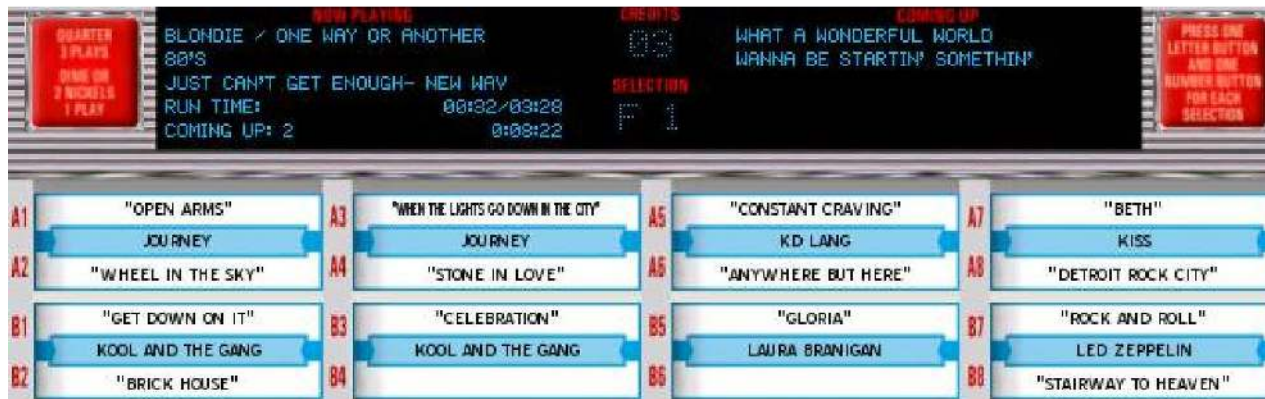 QUARTER
3 PLAYS
DIME OR
2 NICKELS
1 PLAY
NOW PLAYING
BLONDIE / ONE WAY OR ANOTHER
80'S
JUST CAN'T GET ENOUGH- NEW WAV
RUN TIME: 00:32/03:28
COMING UP: 2 0:08:22
CREDITS
03
SELECTION
F 1
COMING UP
WHAT A WONDERFUL WORLD
WANNA BE STARTIN' SOMETHIN'
PRESS ONE
LETTER BUTTON
AND ONE
NUMBER BUTTON
FOR EACH
SELECTION
A1 "OPEN ARMS"
JOURNEY
A2 "WHEEL IN THE SKY"
A3 "WHEN THE LIGHTS GO DOWN IN THE CITY"
JOURNEY
A4 "STONE IN LOVE"
A5 "CONSTANT CRAVING"
KD LANG
A6 "ANYWHERE BUT HERE"
A7 "BETH"
KISS
A8 "DETROIT ROCK CITY"
B1 "GET DOWN ON IT"
KOOL AND THE GANG
B2 "BRICK HOUSE"
B3 "CELEBRATION"
KOOL AND THE GANG
B4
B5 "GLORIA"
LAURA BRANIGAN
B6
B7 "ROCK AND ROLL"
LED ZEPPELIN
B8 "STAIRWAY TO HEAVEN"